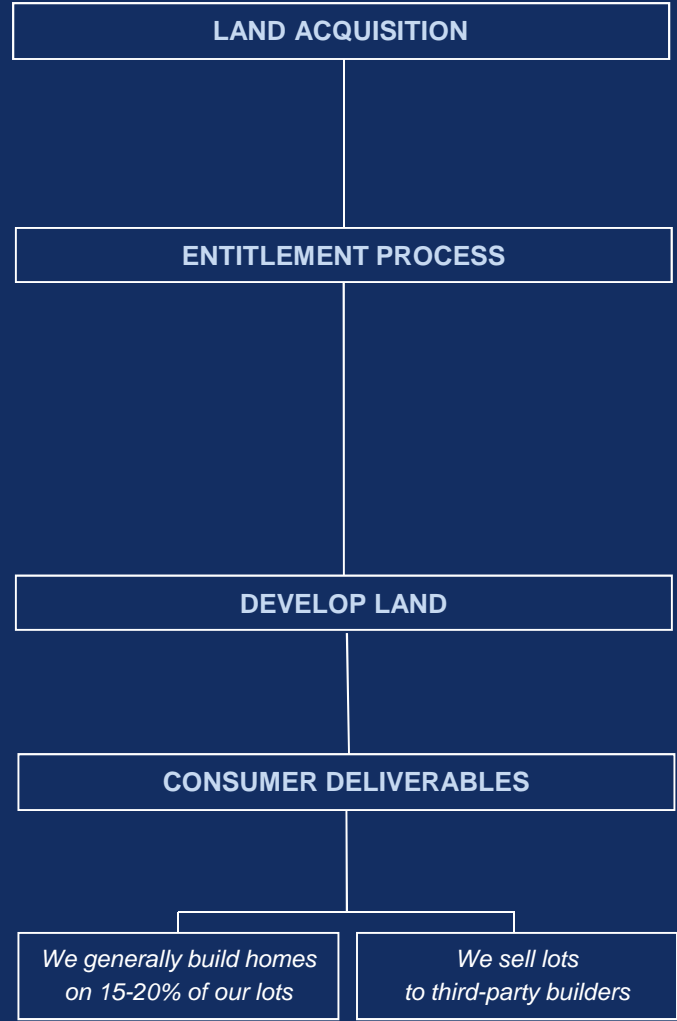 LAND ACQUISITION
ENTITLEMENT PROCESS
DEVELOP LAND
CONSUMER DELIVERABLES
We generally build homes
on 15-20% of our lots
We sell lots
to third-party builders